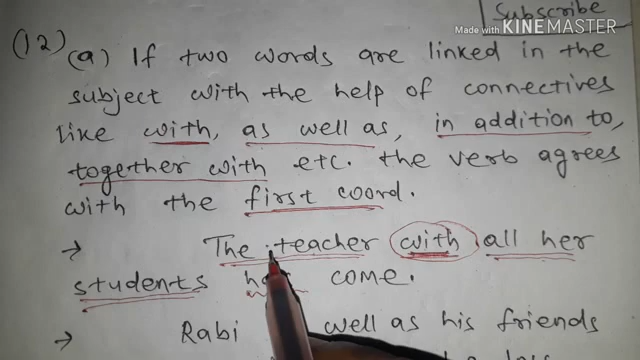 Subscribe
Made with KINEMASTER
(12) (a) If two words are linked in the
subject with the help of connectives
like with, as well as, in addition to,
together with etc. the verb agrees
with the first word.
→ The teacher with all her
students has come.
→ Rabi well as his friends